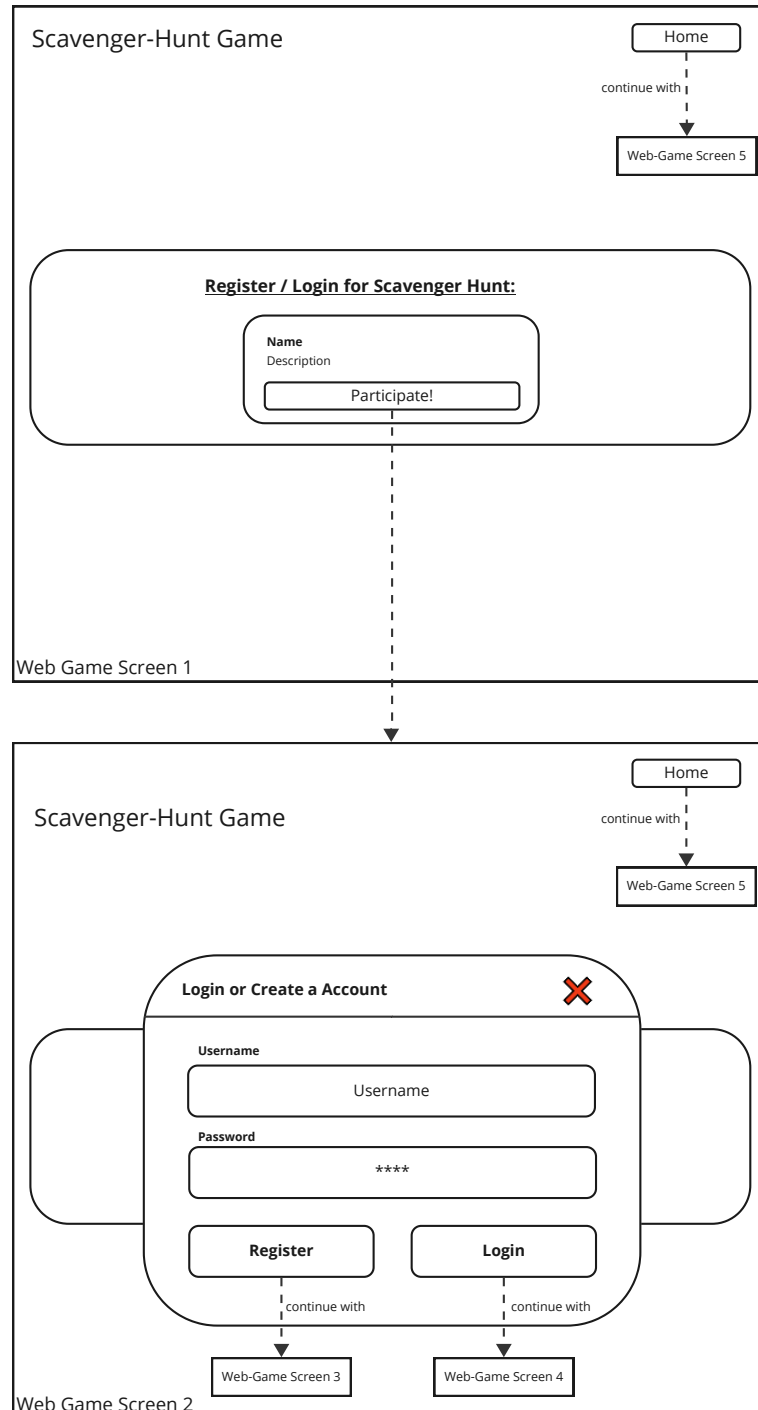 Scavenger-Hunt Game
Home
continue with
Web-Game Screen 5
Register / Login for Scavenger Hunt:
Name
Description
Participate!
Web Game Screen 1
Home
Scavenger-Hunt Game
continue with
Web-Game Screen 5
Login or Create a Account
Username
Username
Password
****
Register
Login
continue with
continue with
Web-Game Screen 3
Web-Game Screen 4
Web Game Screen 2